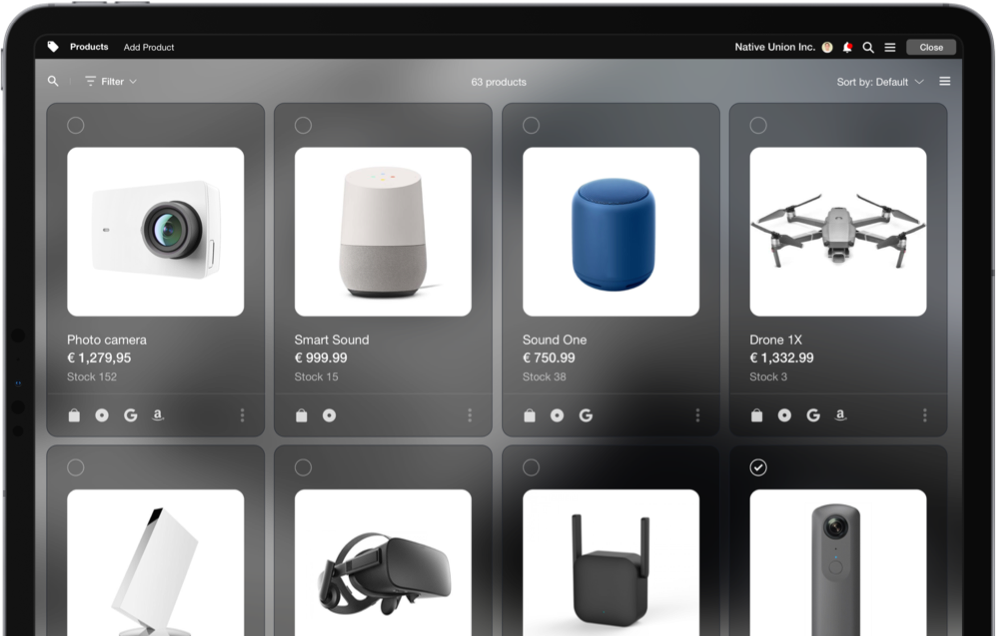 Products Add Product Native Union Inc. Close
Filter 63 products Sort by: Default
Photo camera
€ 1,279,95
Stock 152
Smart Sound
€ 999.99
Stock 15
Sound One
€ 750.99
Stock 38
Drone 1X
€ 1,332.99
Stock 3
G a
G
G a